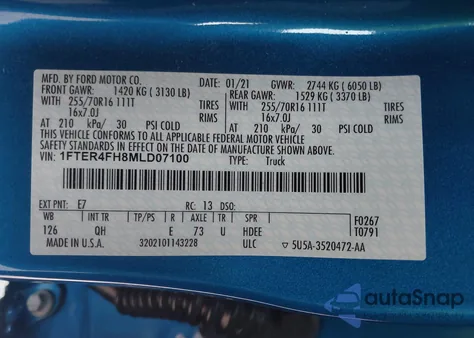 MFD. BY FORD MOTOR CO.
DATE: 01/21 GVWR: 2744 KG ( 6050 LB)
FRONT GAWR: 1420 KG ( 3130 LB)
REAR GAWR: 1529 KG ( 3370 LB)
WITH 255/70R16 111T TIRES
WITH 255/70R16 111T TIRES
16x7.0J RIMS
16x7.0J RIMS
AT 210 kPa/ 30 PSI COLD
AT 210 kPa/ 30 PSI COLD
THIS VEHICLE CONFORMS TO ALL APPLICABLE FEDERAL MOTOR VEHICLE
SAFETY STANDARDS IN EFFECT ON THE DATE OF MANUFACTURE SHOWN ABOVE.
VIN: 1FTER4FH8MLD07100
TYPE: Truck
EXT PNT: E7 RC: 13 DSO:
WB INT TR TP/PS R AXLE TR SPR
126 QH E 73 U HDEE
F0267
T0791
MADE IN U.S.A. 3202101143228 ULC 5U5A-3520472-AA
autoSnap